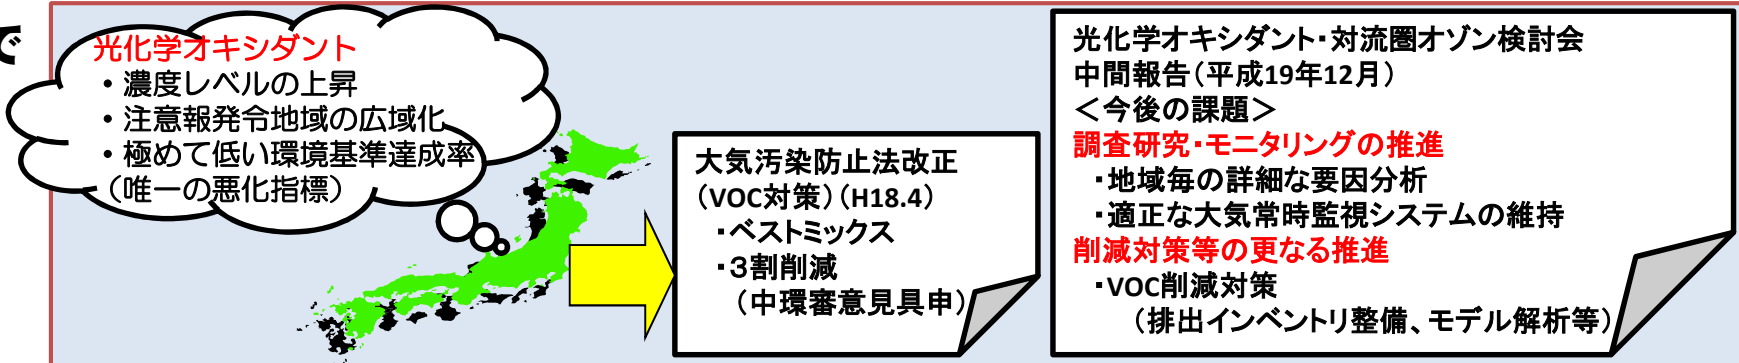 で
光化学オキシダント
・濃度レベルの上昇
・注意報発令地域の広域化
・極めて低い環境基準達成率
（唯一の悪化指標）
大気汚染防止法改正
（VOC対策）（H18.4）
・ベストミックス
・３割削減
（中環審意見具申）
光化学オキシダント・対流圏オゾン検討会
中間報告（平成19年12月）
＜今後の課題＞
調査研究・モニタリングの推進
・地域毎の詳細な要因分析
・適正な大気常時監視システムの維持
削減対策等の更なる推進
・VOC削減対策
（排出インベントリ整備、モデル解析等）